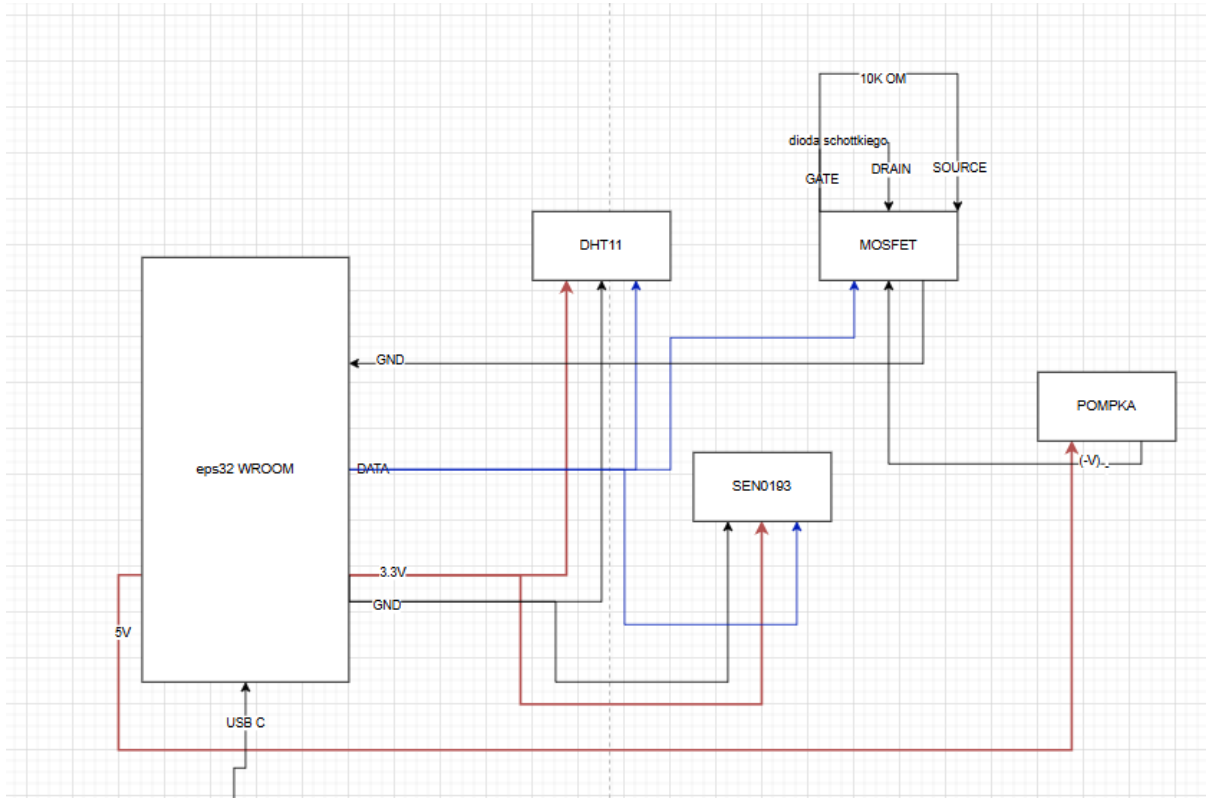 10K OM
dioda schottkiego
GATE
DRAIN
SOURCE
DHT11
MOSFET
GND
POMPKA
(-V)
eps32 WROOM
DATA
SEN0193
3.3V
GND
5V
USB C